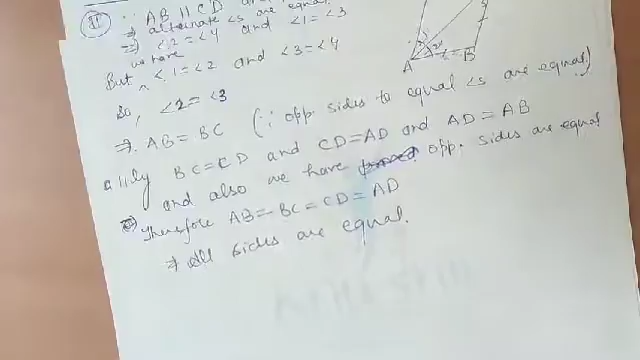 (II) ∵ AB || CD and
⇒ alternate ∠s are equal
⇒ ∠2 = ∠4 and ∠1 = ∠3
But we have ∠1 = ∠2 and ∠3 = ∠4
So, ∠2 = ∠3
⇒ AB = BC (∵ opp sides to equal ∠s are equal)
a llly BC = CD and CD = AD and AD = AB
and also we have opp. sides are equal
Therefore AB = BC = CD = AD
⇒ All sides are equal.
A
B